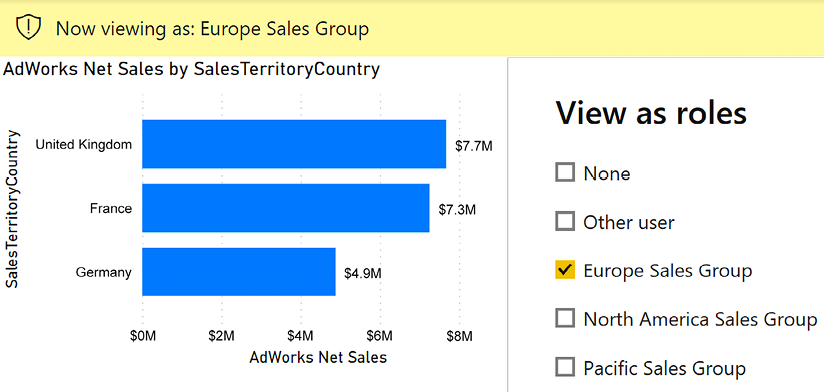 Now viewing as: Europe Sales Group
AdWorks Net Sales by SalesTerritoryCountry
SalesTerritoryCountry
United Kingdom $7.7M
France $7.3M
Germany $4.9M
$0M $2M $4M $6M $8M
AdWorks Net Sales
View as roles
None
Other user
Europe Sales Group
North America Sales Group
Pacific Sales Group